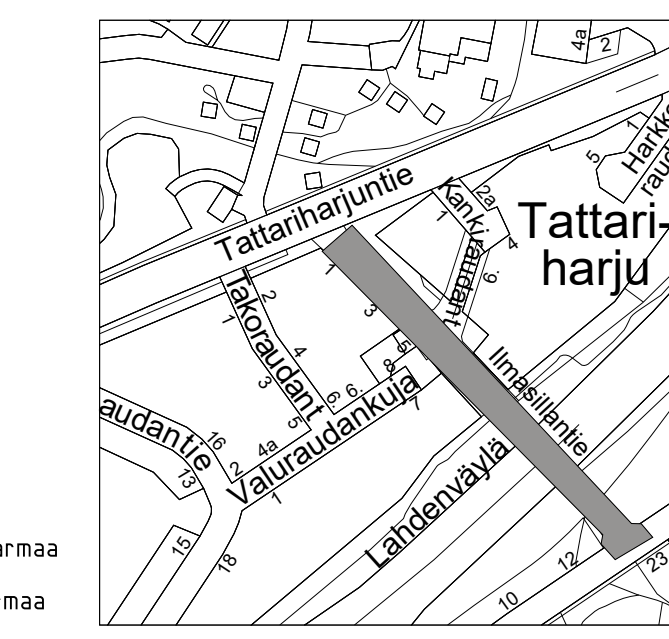 4a
2
1
5
Harkko
rau
Tattariharjuntie
Kankiraudant
2a
1
4
6.
Tattari-
harju
1
3
Takoraudant
2
1
4
3
5
6.
6.
8
5
7
Ilmasillantie
audantie
16
13
2
4a
Valuraudankuja
1
Lahdenväylä
15
18
12
10
23
armaa
maa